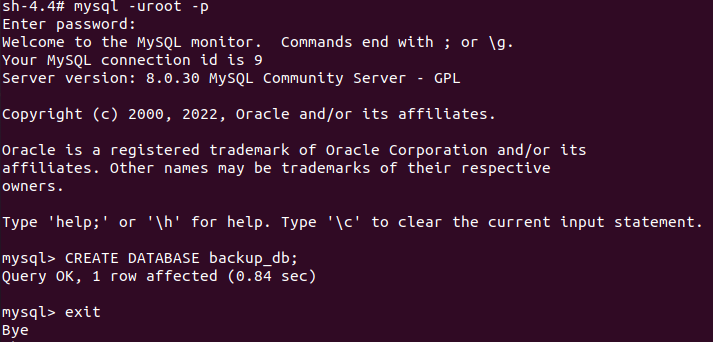 sh-4.4# mysql -uroot -p
Enter password:
Welcome to the MySQL monitor.  Commands end with ; or \g.
Your MySQL connection id is 9
Server version: 8.0.30 MySQL Community Server - GPL

Copyright (c) 2000, 2022, Oracle and/or its affiliates.

Oracle is a registered trademark of Oracle Corporation and/or its
affiliates. Other names may be trademarks of their respective
owners.

Type 'help;' or '\h' for help. Type '\c' to clear the current input statement.

mysql> CREATE DATABASE backup_db;
Query OK, 1 row affected (0.84 sec)

mysql> exit
Bye